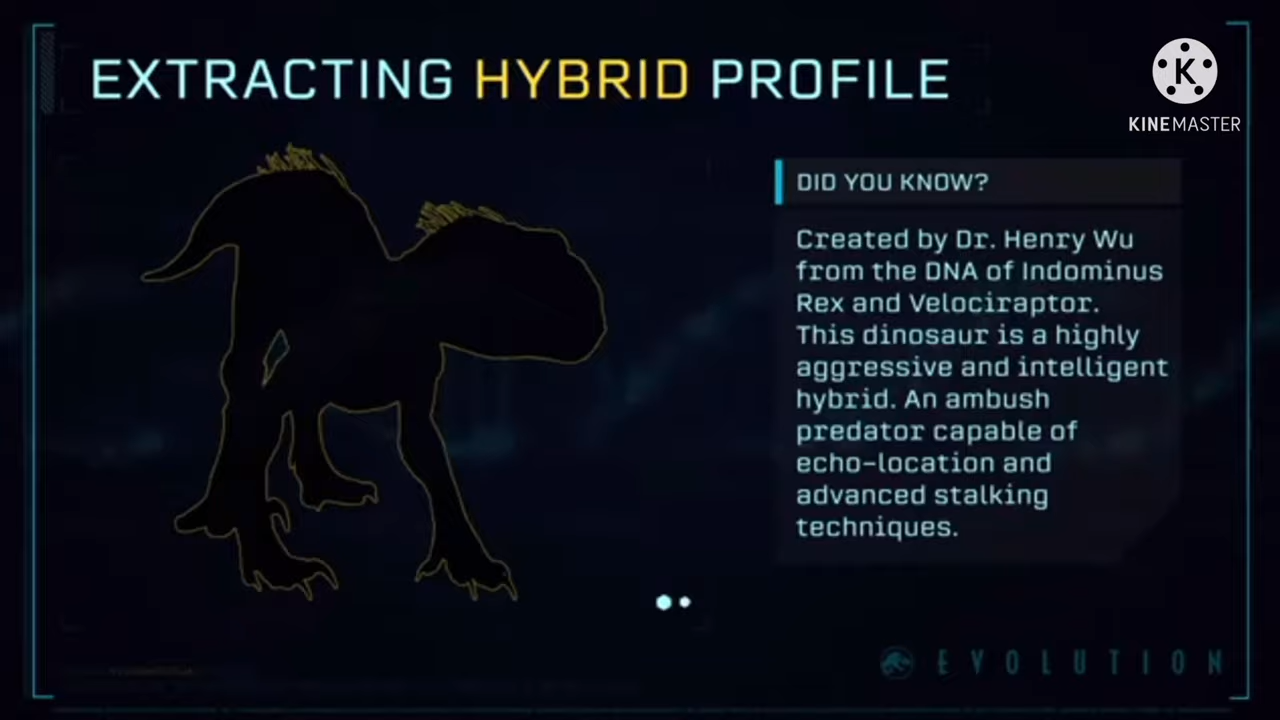 EXTRACTING HYBRID PROFILE
K
KINEMASTER
DID YOU KNOW?
Created by Dr. Henry Wu
from the DNA of Indominus
Rex and Velociraptor.
This dinosaur is a highly
aggressive and intelligent
hybrid. An ambush
predator capable of
echo-location and
advanced stalking
techniques.
EVOLUTION